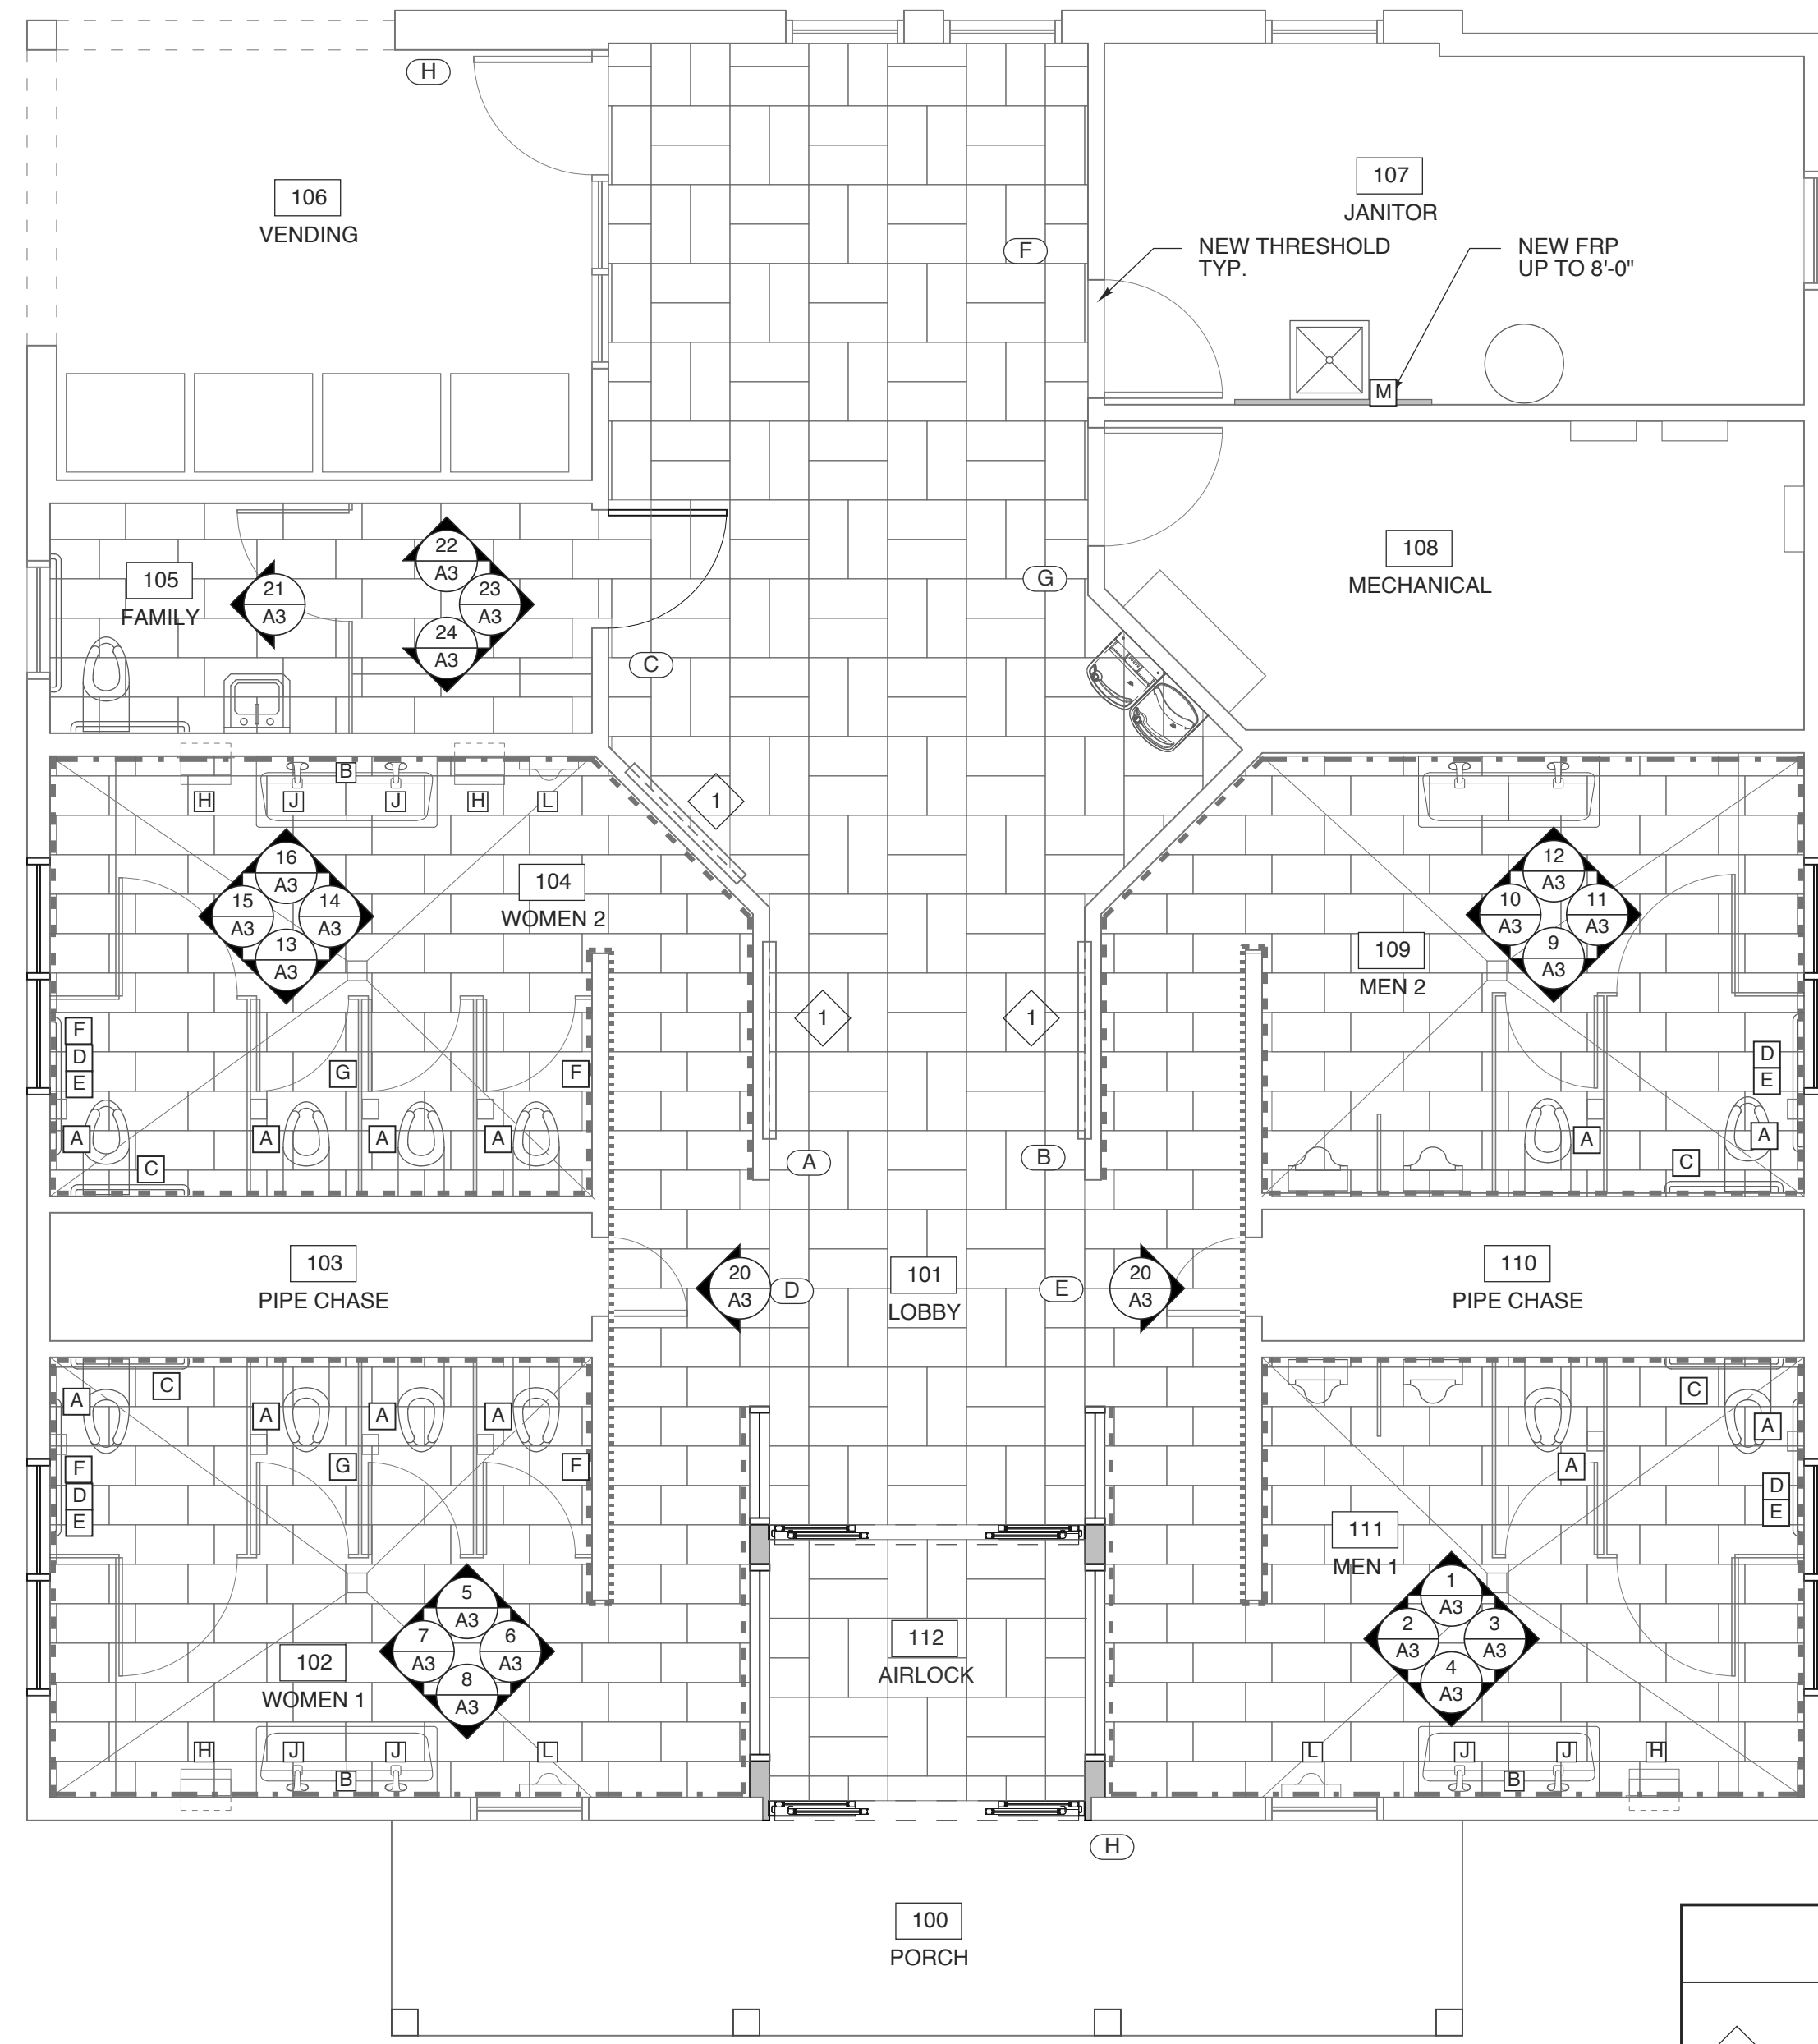 H
106
VENDING
107
JANITOR
F
NEW THRESHOLD
TYP.
NEW FRP
UP TO 8'-0"
M
108
MECHANICAL
105
FAMILY
21
A3
22
A3
23
A3
24
A3
G
C
1
H
J
B
J
H
L
16
A3
15
A3
14
A3
13
A3
104
WOMEN 2
12
A3
10
A3
11
A3
9
A3
109
MEN 2
1
1
F
D
E
G
F
D
E
A
A
A
A
C
A
B
A
A
C
103
PIPE CHASE
20
A3
D
101
LOBBY
E
20
A3
110
PIPE CHASE
A
C
A
A
A
F
D
E
G
F
C
A
A
D
E
111
MEN 1
5
A3
7
A3
6
A3
8
A3
102
WOMEN 1
112
AIRLOCK
1
A3
2
A3
3
A3
4
A3
H
J
B
J
L
L
J
B
J
H
H
100
PORCH